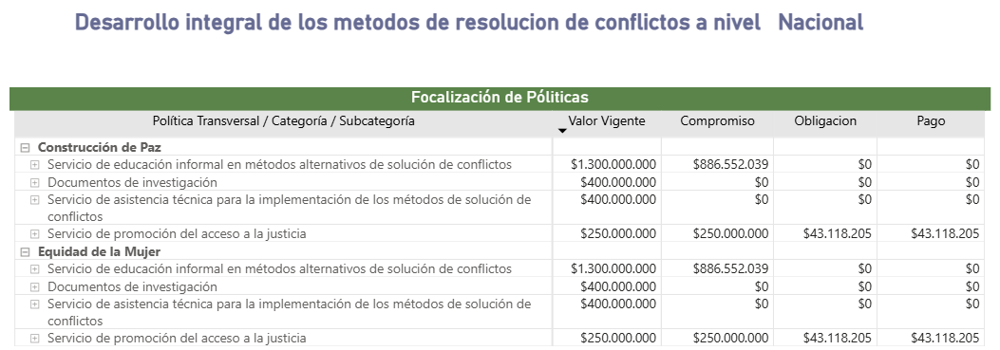 Desarrollo integral de los metodos de resolucion de conflictos a nivel Nacional
Focalización de Póliticas
Política Transversal / Categoría / Subcategoría Valor Vigente Compromiso Obligacion Pago
Construcción de Paz
Servicio de educación informal en métodos alternativos de solución de conflictos $1.300.000.000 $886.552.039 $0 $0
Documentos de investigación $400.000.000 $0 $0 $0
Servicio de asistencia técnica para la implementación de los métodos de solución de $400.000.000 $0 $0 $0
conflictos
Servicio de promoción del acceso a la justicia $250.000.000 $250.000.000 $43.118.205 $43.118.205
Equidad de la Mujer
Servicio de educación informal en métodos alternativos de solución de conflictos $1.300.000.000 $886.552.039 $0 $0
Documentos de investigación $400.000.000 $0 $0 $0
Servicio de asistencia técnica para la implementación de los métodos de solución de $400.000.000 $0 $0 $0
conflictos
Servicio de promoción del acceso a la justicia $250.000.000 $250.000.000 $43.118.205 $43.118.205